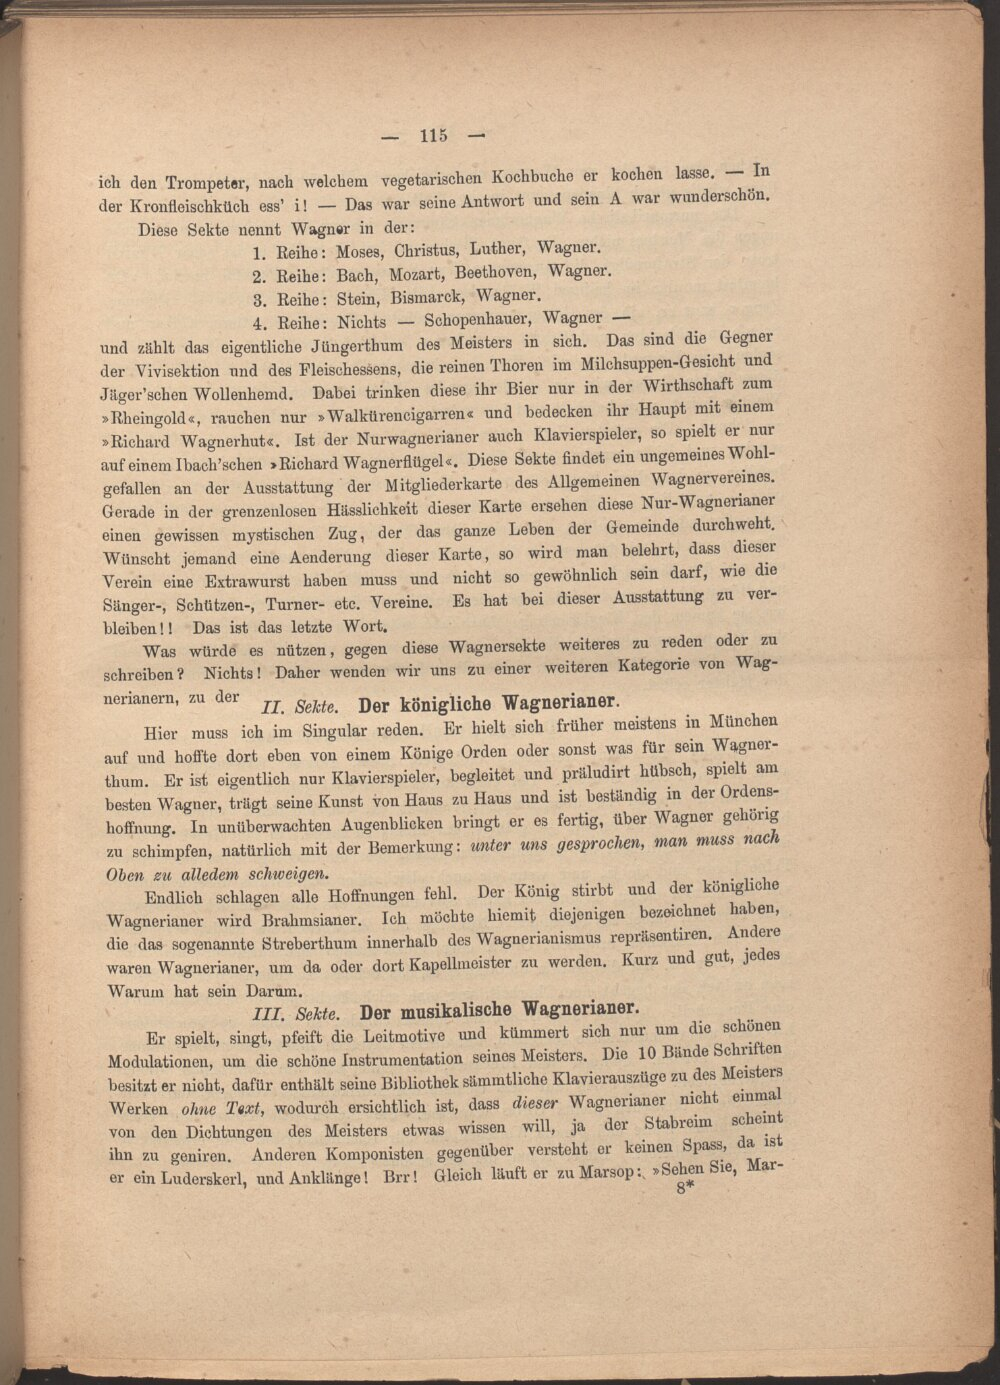 — 115 —
ich den Trompeter, nach welchem vegetarischen Kochbuche er kochen lasse. — In
der Kronfleischküch ess' i! — Das war seine Antwort und sein A war wunderschön.
Diese Sekte nennt Wagner in der:
1. Reihe: Moses, Christus, Luther, Wagner.
2. Reihe: Bach, Mozart, Beethoven, Wagner.
3. Reihe: Stein, Bismarck, Wagner.
4. Reihe: Nichts — Schopenhauer, Wagner —
und zählt das eigentliche Jüngerthum des Meisters in sich. Das sind die Gegner
der Vivisektion und des Fleischessens, die reinen Thoren im Milchsuppen-Gesicht und
Jäger'schen Wollenhemd. Dabei trinken diese ihr Bier nur in der Wirthschaft zum
»Rheingold«, rauchen nur »Walkürencigarren« und bedecken ihr Haupt mit einem
»Richard Wagnerhut«. Ist der Nurwagnerianer auch Klavierspieler, so spielt er nur
auf einem Ibach'schen »Richard Wagnerflügel«. Diese Sekte findet ein ungemeines Wohl-
gefallen an der Ausstattung der Mitgliederkarte des Allgemeinen Wagnervereines.
Gerade in der grenzenlosen Hässlichkeit dieser Karte ersehen diese Nur-Wagnerianer
einen gewissen mystischen Zug, der das ganze Leben der Gemeinde durchweht.
Wünscht jemand eine Aenderung dieser Karte, so wird man belehrt, dass dieser
Verein eine Extrawurst haben muss und nicht so gewöhnlich sein darf, wie die
Sänger-, Schützen-, Turner- etc. Vereine. Es hat bei dieser Ausstattung zu ver-
bleiben!! Das ist das letzte Wort.
Was würde es nützen, gegen diese Wagnersekte weiteres zu reden oder zu
schreiben? Nichts! Daher wenden wir uns zu einer weiteren Kategorie von Wag-
nerianern, zu der
II. Sekte. Der königliche Wagnerianer.
Hier muss ich im Singular reden. Er hielt sich früher meistens in München
auf und hoffte dort eben von einem Könige Orden oder sonst was für sein Wagner-
thum. Er ist eigentlich nur Klavierspieler, begleitet und präludirt hübsch, spielt am
besten Wagner, trägt seine Kunst von Haus zu Haus und ist beständig in der Ordens-
hoffnung. In unüberwachten Augenblicken bringt er es fertig, über Wagner gehörig
zu schimpfen, natürlich mit der Bemerkung: unter uns gesprochen, man muss nach
Oben zu alledem schweigen.
Endlich schlagen alle Hoffnungen fehl. Der König stirbt und der königliche
Wagnerianer wird Brahmsianer. Ich möchte hiemit diejenigen bezeichnet haben,
die das sogenannte Streberthum innerhalb des Wagnerianismus repräsentiren. Andere
waren Wagnerianer, um da oder dort Kapellmeister zu werden. Kurz und gut, jedes
Warum hat sein Darum.
III. Sekte. Der musikalische Wagnerianer.
Er spielt, singt, pfeift die Leitmotive und kümmert sich nur um die schönen
Modulationen, um die schöne Instrumentation seines Meisters. Die 10 Bände Schriften
besitzt er nicht, dafür enthält seine Bibliothek sämmtliche Klavierauszüge zu des Meisters
Werken ohne Text, wodurch ersichtlich ist, dass dieser Wagnerianer nicht einmal
von den Dichtungen des Meisters etwas wissen will, ja der Stabreim scheint
ihn zu geniren. Anderen Komponisten gegenüber versteht er keinen Spass, da ist
er ein Luderskerl, und Anklänge! Brr! Gleich läuft er zu Marsop: »Sehen Sie, Mar-
8*